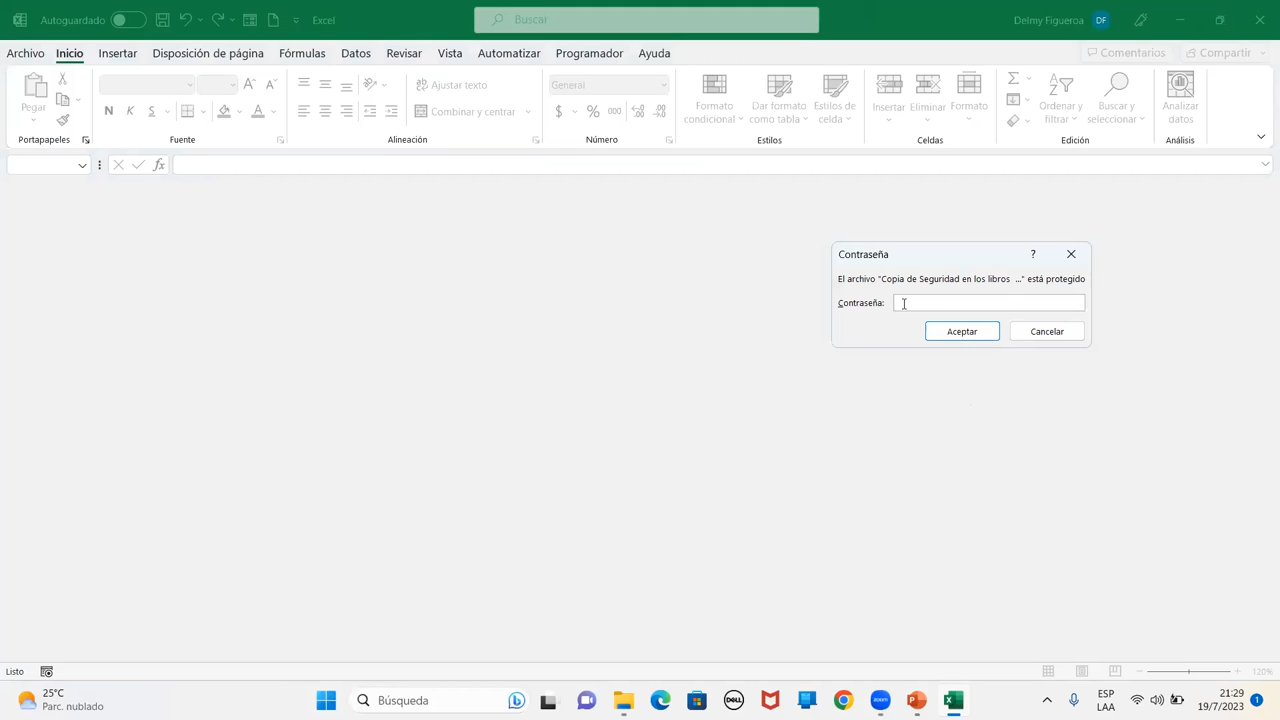 Autoguardado Excel Buscar Delmy Figueroa DF
Archivo Inicio Insertar Disposición de página Fórmulas Datos Revisar Vista Automatizar Programador Ayuda Comentarios Compartir
Pegar
Portapapeles
N K S A
Fuente
Ajustar texto
Combinar y centrar
Alineación
General
$ % 000
Número
Formato condicional
Dar formato como tabla
Estilos de celda
Estilos
Insertar
Eliminar
Formato
Celdas
Ordenar y filtrar
Buscar y seleccionar
Edición
Analizar datos
Análisis
fx
Contraseña ?
El archivo "Copia de Seguridad en los libros ..." está protegido
Contraseña:
Aceptar Cancelar
Listo 120%
25°C
Parc. nublado
Búsqueda
DELL
zoom
ESP
LAA
21:29
19/7/2023
1